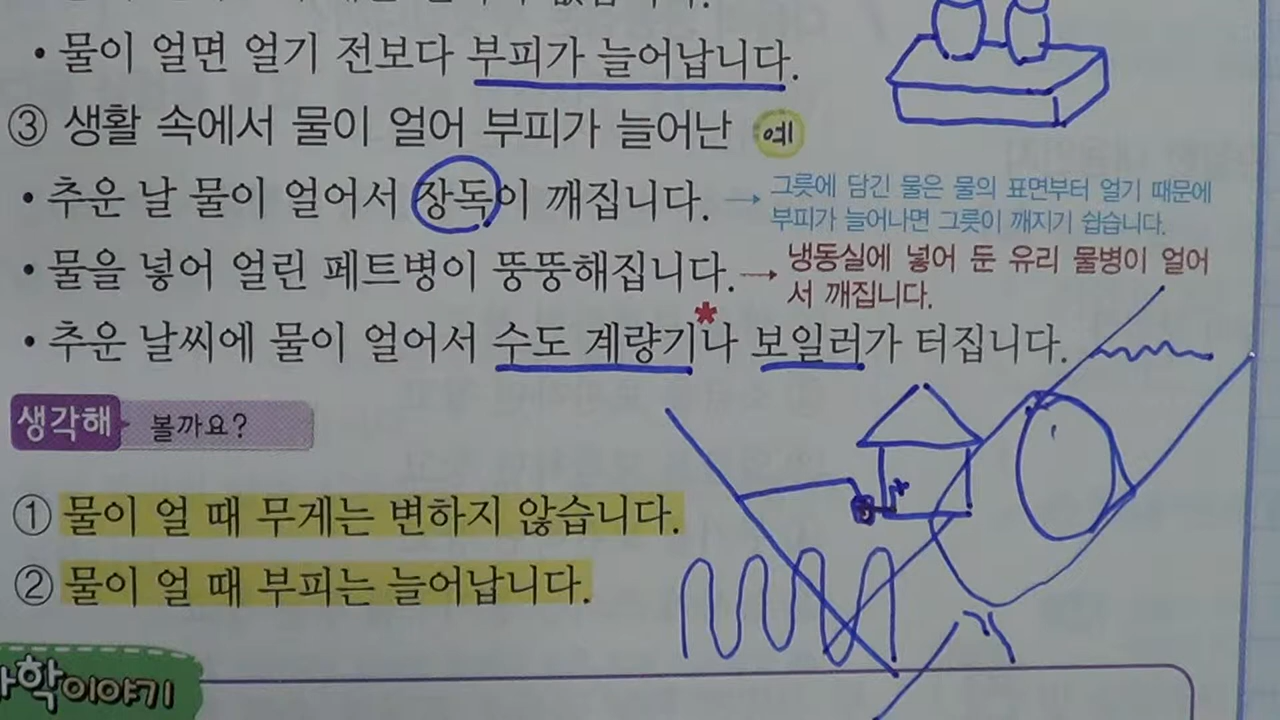 • 물이 얼면 얼기 전보다 부피가 늘어납니다.
③ 생활 속에서 물이 얼어 부피가 늘어난 예
• 추운 날 물이 얼어서 장독이 깨집니다. → 그릇에 담긴 물은 물의 표면부터 얼기 때문에
부피가 늘어나면 그릇이 깨지기 쉽습니다.
• 물을 넣어 얼린 페트병이 뚱뚱해집니다. → 냉동실에 넣어 둔 유리 물병이 얼어
서 깨집니다.
• 추운 날씨에 물이 얼어서 수도 계량기*나 보일러가 터집니다.
생각해 볼까요?
① 물이 얼 때 무게는 변하지 않습니다.
② 물이 얼 때 부피는 늘어납니다.
과학이야기